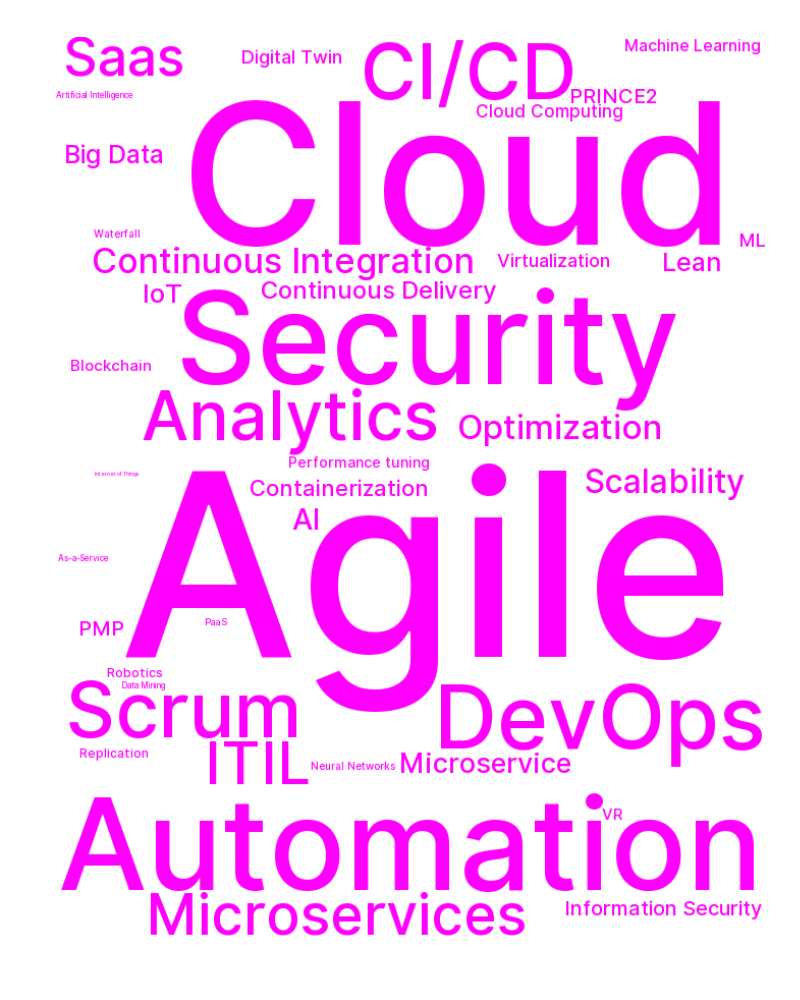 Saas
Digital Twin
CI/CD
Machine Learning
Artificial Intelligence
PRINCE2
Cloud Computing
Cloud
Big Data
Waterfall
ML
Continuous Integration
Virtualization
Lean
IoT
Continuous Delivery
Security
Blockchain
Analytics
Optimization
Performance tuning
Internet of Things
Containerization
Scalability
AI
Agile
As-a-Service
PaaS
PMP
Robotics
Data Mining
Scrum
DevOps
Replication
ITIL
Neural Networks
Microservice
VR
Automation
Microservices
Information Security